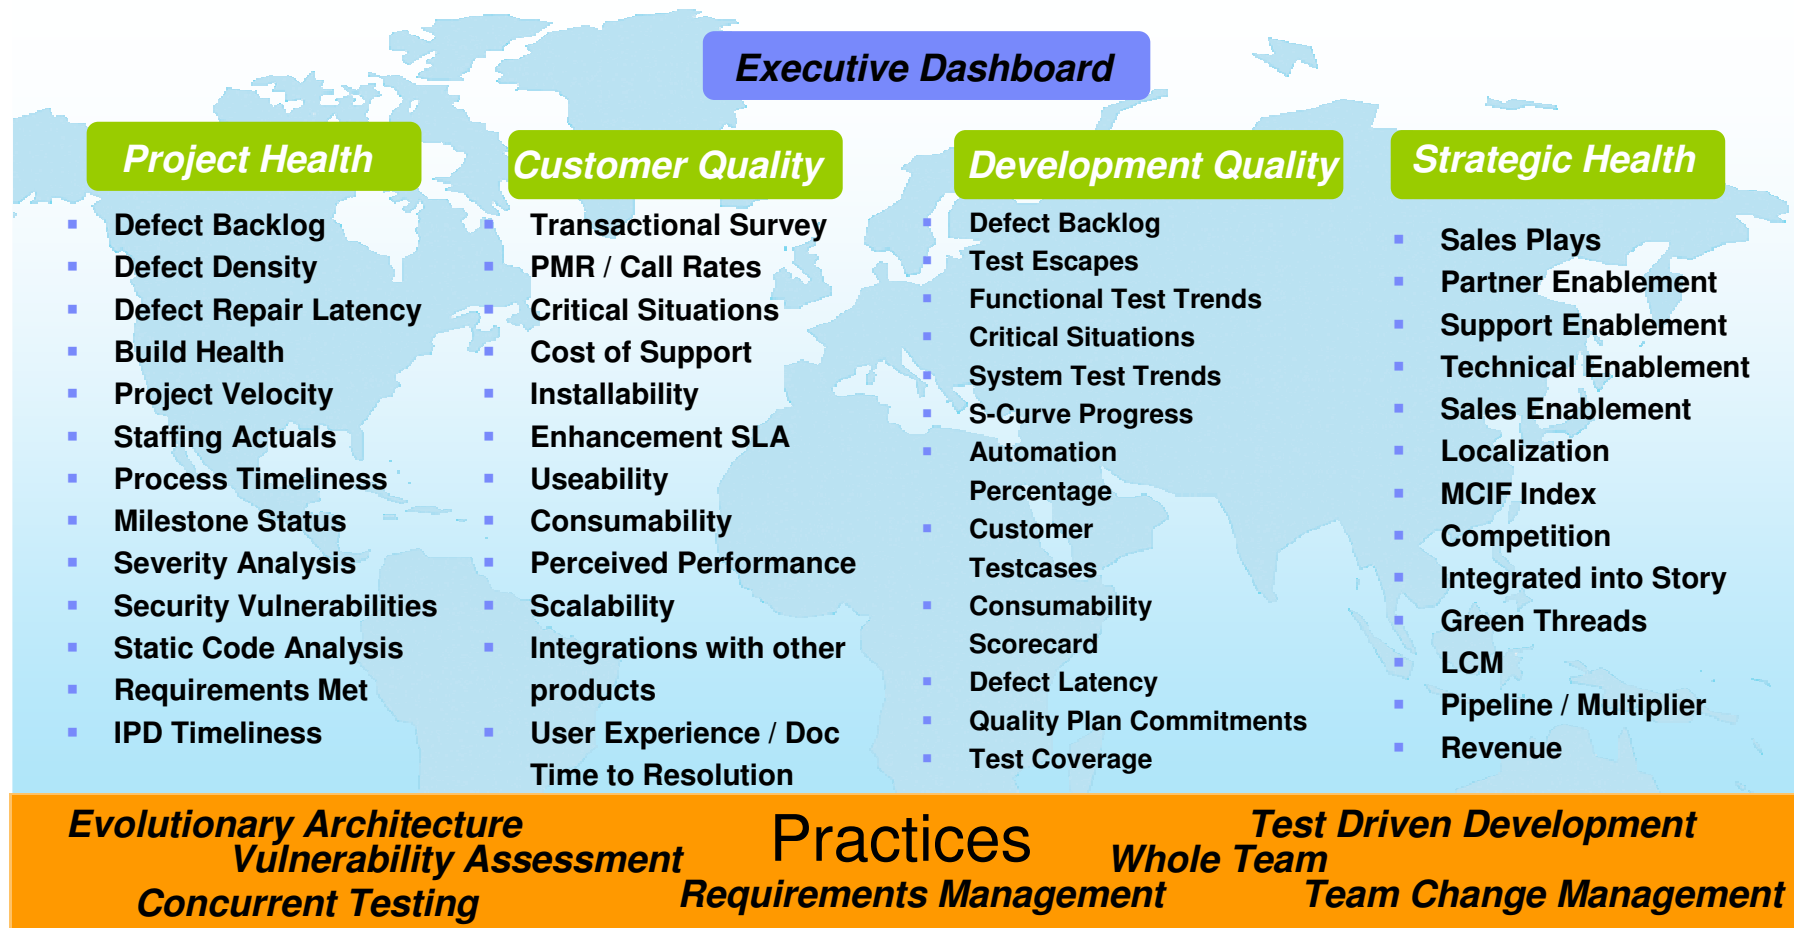 Executive Dashboard
Project Health
Defect Backlog
Defect Density
Defect Repair Latency
Build Health
Project Velocity
Staffing Actuals
Process Timeliness
Milestone Status
Severity Analysis
Security Vulnerabilities
Static Code Analysis
Requirements Met
IPD Timeliness
Customer Quality
Transactional Survey
PMR / Call Rates
Critical Situations
Cost of Support
Installability
Enhancement SLA
Useability
Consumability
Perceived Performance
Scalability
Integrations with other
products
User Experience / Doc
Time to Resolution
Development Quality
Defect Backlog
Test Escapes
Functional Test Trends
Critical Situations
System Test Trends
S-Curve Progress
Automation
Percentage
Customer
Testcases
Consumability
Scorecard
Defect Latency
Quality Plan Commitments
Test Coverage
Strategic Health
Sales Plays
Partner Enablement
Support Enablement
Technical Enablement
Sales Enablement
Localization
MCIF Index
Competition
Integrated into Story
Green Threads
LCM
Pipeline / Multiplier
Revenue
Practices
Evolutionary Architecture
Vulnerability Assessment
Concurrent Testing
Requirements Management
Whole Team
Test Driven Development
Team Change Management